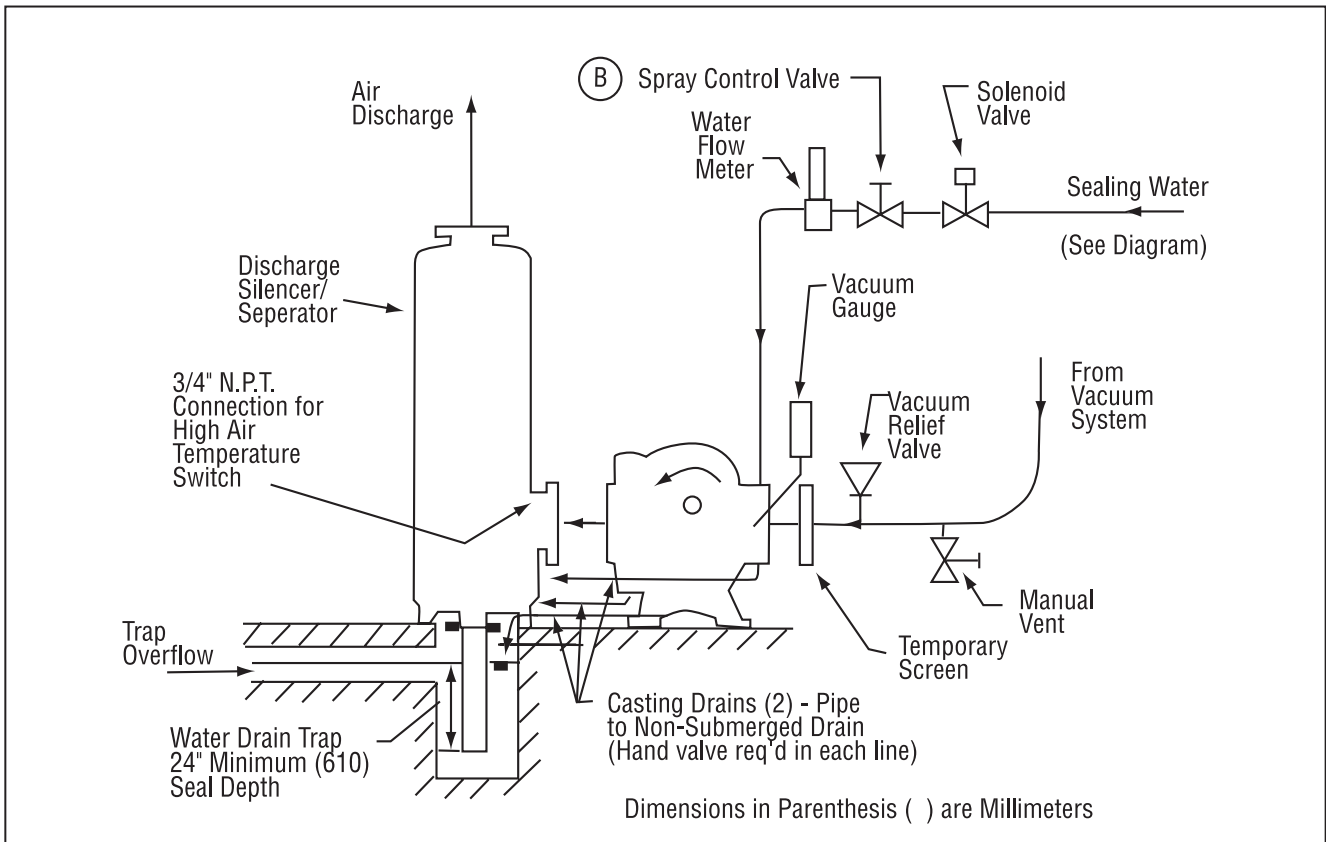 B Spray Control Valve
Air
Discharge
Water
Flow
Meter
Solenoid
Valve
Sealing Water
(See Diagram)
Discharge
Silencer/
Seperator
Vacuum
Gauge
3/4" N.P.T.
Connection for
High Air
Temperature
Switch
Vacuum
Relief
Valve
From
Vacuum
System
Manual
Vent
Trap
Overflow
Temporary
Screen
Water Drain Trap
24" Minimum (610)
Seal Depth
Casting Drains (2) - Pipe
to Non-Submerged Drain
(Hand valve req'd in each line)
Dimensions in Parenthesis ( ) are Millimeters